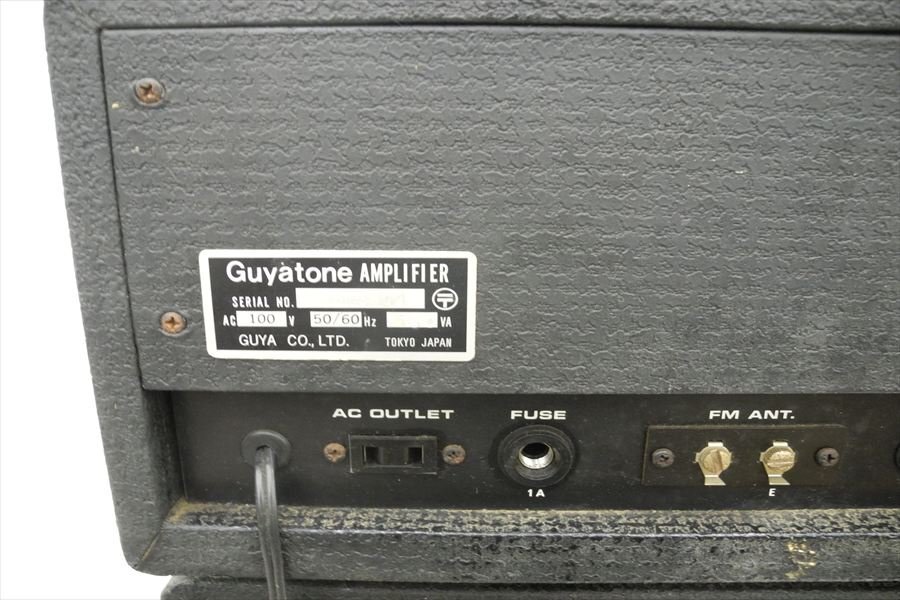 Guyatone AMPLIFIER
SERIAL NO.
AC 100 V 50/60 Hz VA
GUYA CO., LTD. TOKYO JAPAN
AC OUTLET FUSE FM ANT.
1A E